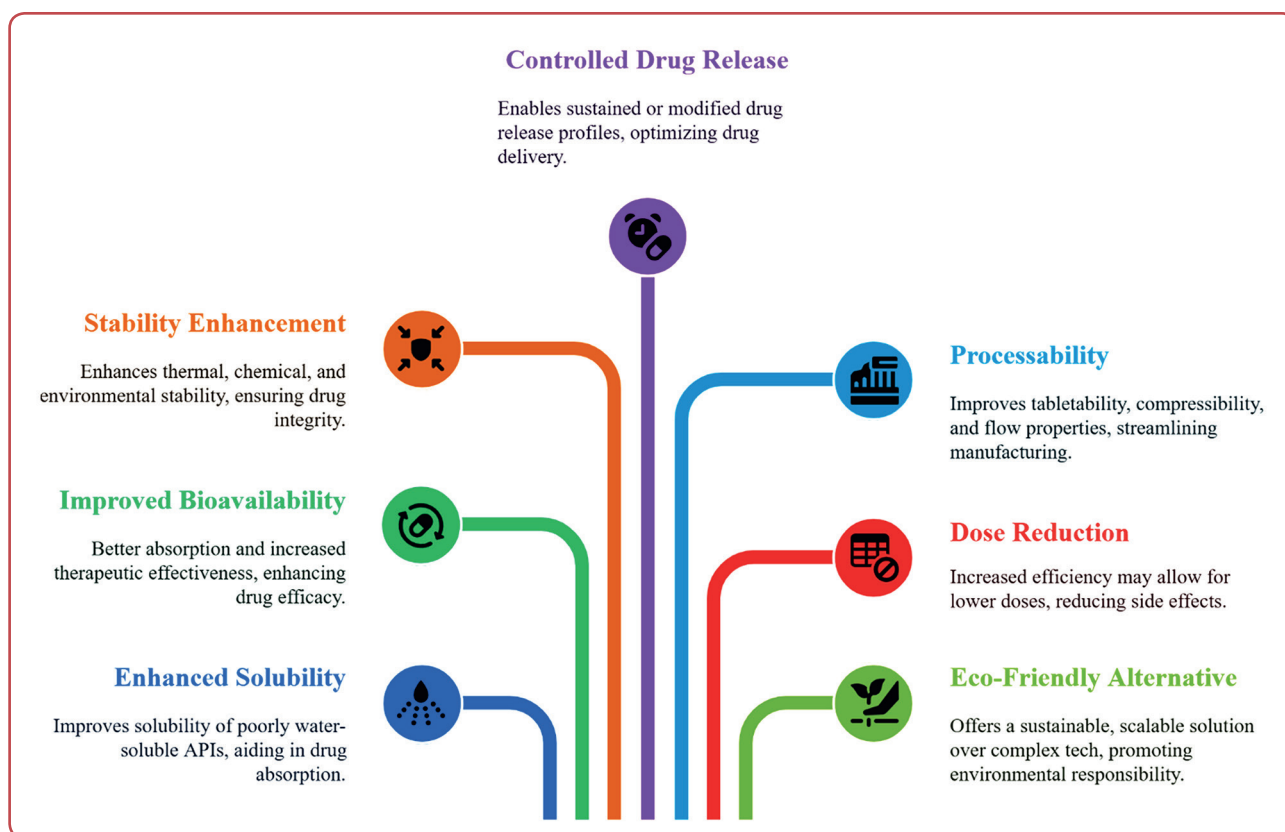 Controlled Drug Release
Enables sustained or modified drug
release profiles, optimizing drug
delivery.
Stability Enhancement
Enhances thermal, chemical, and
environmental stability, ensuring drug
integrity.
Improved Bioavailability
Better absorption and increased
therapeutic effectiveness, enhancing
drug efficacy.
Enhanced Solubility
Improves solubility of poorly water-
soluble APIs, aiding in drug
absorption.
Processability
Improves tabletability, compressibility,
and flow properties, streamlining
manufacturing.
Dose Reduction
Increased efficiency may allow for
lower doses, reducing side effects.
Eco-Friendly Alternative
Offers a sustainable, scalable solution
over complex tech, promoting
environmental responsibility.